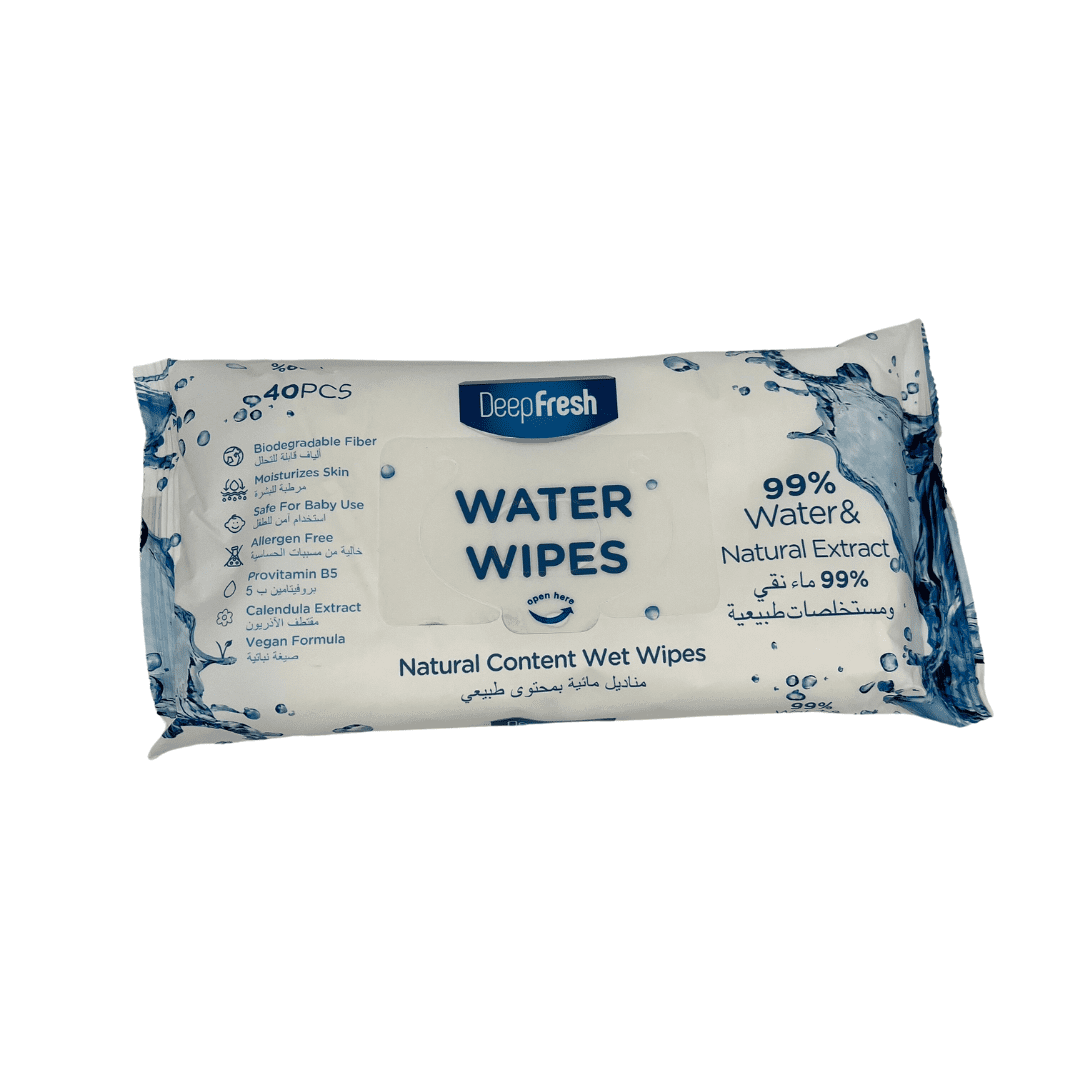 40PCS
DeepFresh
Biodegradable Fiber
ألياف قابلة للتحلل
Moisturizes Skin
مرطبة للبشرة
Safe For Baby Use
استخدام آمن للطفل
Allergen Free
خالية من مسببات الحساسية
Provitamin B5
بروفيتامين ب 5
Calendula Extract
مقتطف الآذريون
Vegan Formula
صيغة نباتية
WATER
WIPES
open here
Natural Content Wet Wipes
مناديل مائية بمحتوى طبيعي
99%
Water&
Natural Extract
99% ماء نقي
ومستخلصات طبيعية
99%